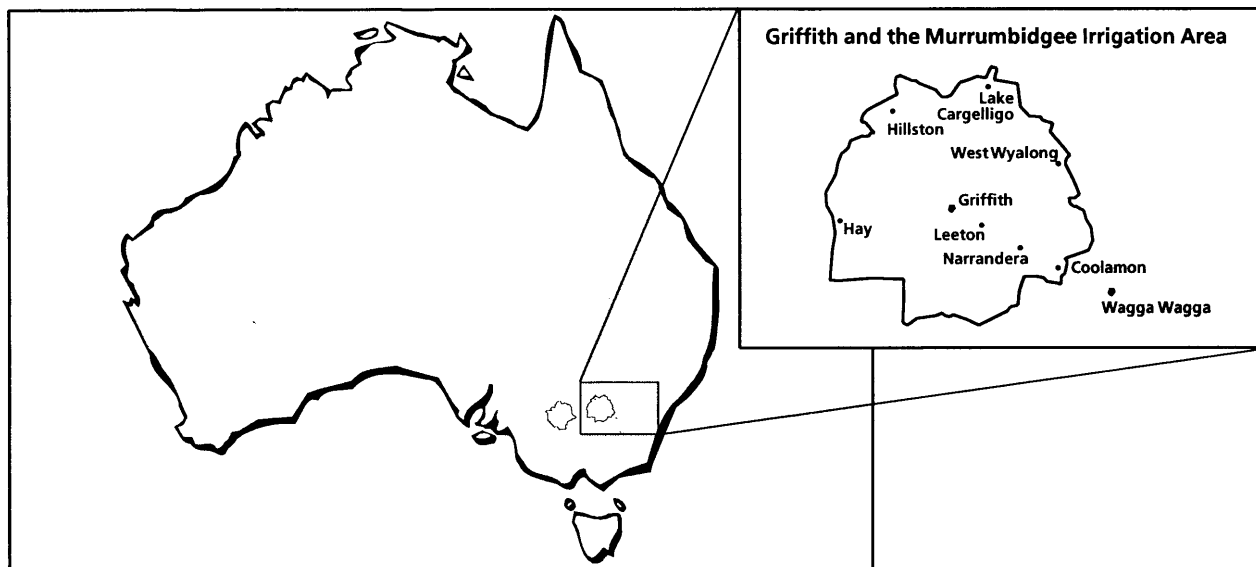 Griffith and the Murrumbidgee Irrigation Area
Lake
Cargelligo
Hillston
West Wyalong
Griffith
Hay
Leeton
Narrandera
Coolamon
Wagga Wagga